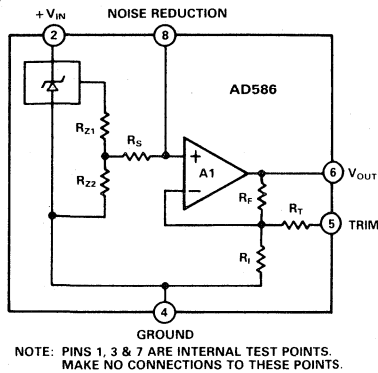 +VIN
NOISE REDUCTION
2
8
AD586
RZ1
RS
RZ2
+
A1
−
6
VOUT
RF
RT
5
TRIM
RI
4
GROUND
NOTE: PINS 1, 3 & 7 ARE INTERNAL TEST POINTS.
MAKE NO CONNECTIONS TO THESE POINTS.